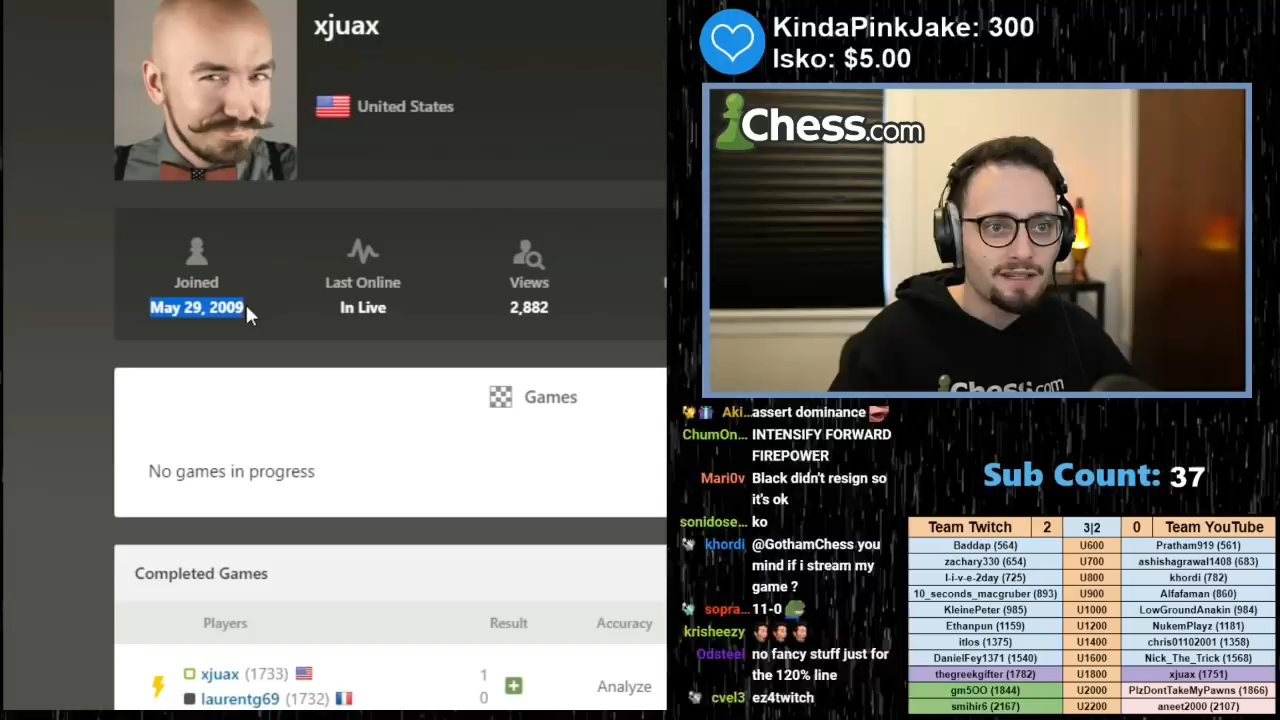 xjuax
United States
Joined
Last Online
Views
May 29, 2009
In Live
2,882
Games
No games in progress
Completed Games
Players
Result
Accuracy
xjuax (1733)
1
laurentg69 (1732)
0
Analyze
KindaPinkJake: 300
Isko: $5.00
Chess.com
Chess.com
Aki... assert dominance
ChumOn... INTENSIFY FORWARD
FIREPOWER
Mari0v Black didn't resign so
it's ok
sonidose... ko
khordi @GothamChess you
mind if i stream my
game ?
sopra... 11-0
krisheezy
Odsteel no fancy stuff just for
the 120% line
cvel3 ez4twitch
Sub Count: 37
Team Twitch 2 3|2 0 Team YouTube
Baddap (564) U600 Pratham919 (561)
zachary330 (654) U700 ashishagrawal1408 (683)
l-i-v-e-2day (725) U800 khordi (782)
10_seconds_macgruber (893) U900 Alfafaman (860)
KleinePeter (985) U1000 LowGroundAnakin (984)
Ethanpun (1159) U1200 NukemPlayz (1181)
itlos (1375) U1400 chris01102001 (1358)
DanielFey1371 (1540) U1600 Nick_The_Trick (1568)
thegreekgifter (1782) U1800 xjuax (1751)
gm5OO (1844) U2000 PlzDontTakeMyPawns (1866)
smihir6 (2167) U2200 aneet2000 (2107)